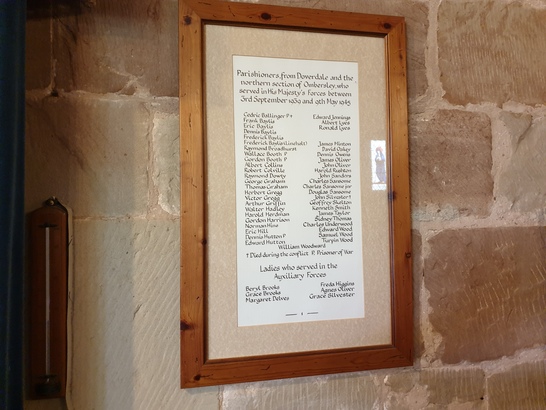 Parishioners, from Doverdale and the
northern section of Ombersley, who
served in His Majesty's Forces between
3rd September 1939 and 9th May 1945
Cedric Ballinger P†
Frank Baylis
Eric Baylis
Dennis Baylis
Frederick Baylis
Frederick Baylis
Raymond Broadhurst
Wallace Booth P
Gordon Booth P
Albert Collins
Robert Colville
Raymond Dowty
George Graham
Thomas Graham
Herbert Gregg
Victor Gregg
Arthur Griffin
Walter Hadley
Harold Herdman
Gordon Harrison
Norman Hins
Eric Hill
Dennis Hutton P
Edward Hutton
Edward Jennings
Albert Lyes
Ronald Lyes
James Minton
David Oakey
Dennis Owens
James Oliver
John Oliver
Harold Rushton
John Sanders
Charles Sansome
Charles Sansome jnr
Douglas Sansome
John Silvester†
Geoffrey Skelton
Kenneth Smith
James Taylor
Sidney Thomas
Charles Underwood
Edward Wood
Samuel Wood
Turpin Wood
William Woodward
† Died during the conflict P. Prisoner of War
Ladies who served in the
Auxiliary Forces
Beryl Brooks
Grace Brooks
Margaret Delves
Freda Higgins
Agnes Oliver
Grace Silvester